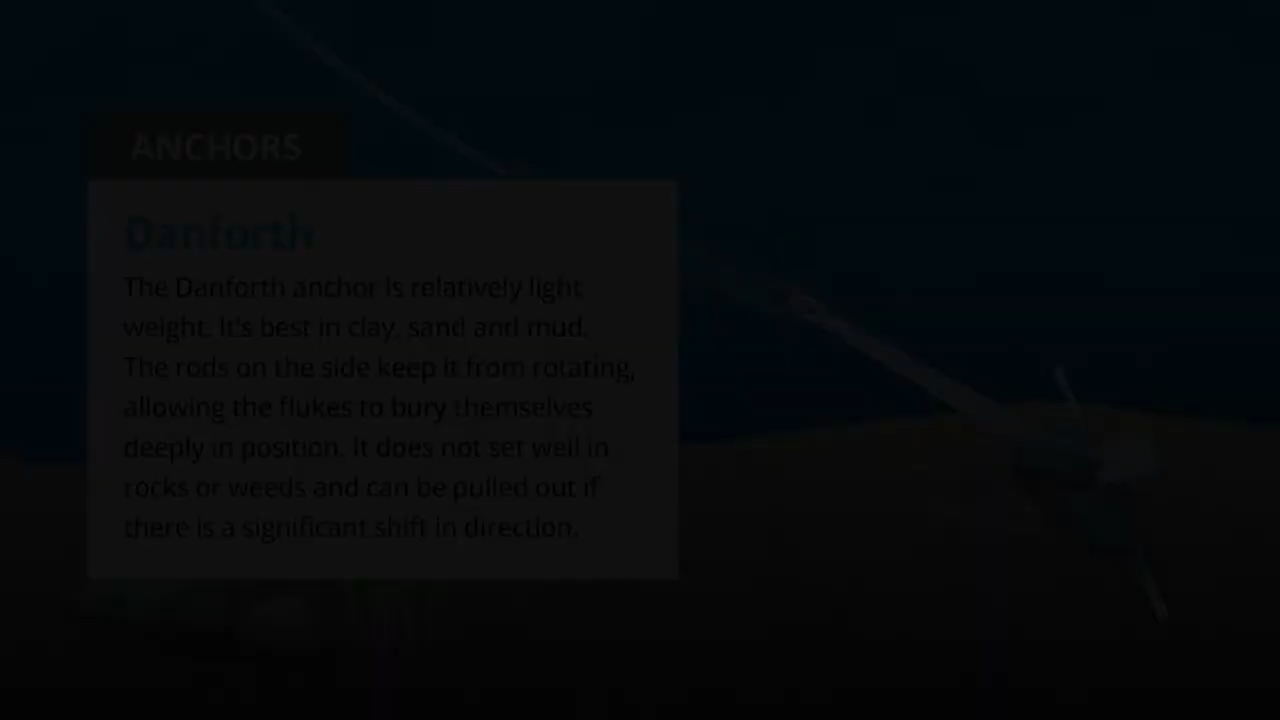 ANCHORS
Danforth
The Danforth anchor is relatively light
weight. It's best in clay, sand and mud.
The rods on the side keep it from rotating,
allowing the flukes to bury themselves
deeply in position. It does not set well in
rocks or weeds and can be pulled out if
there is a significant shift in direction.